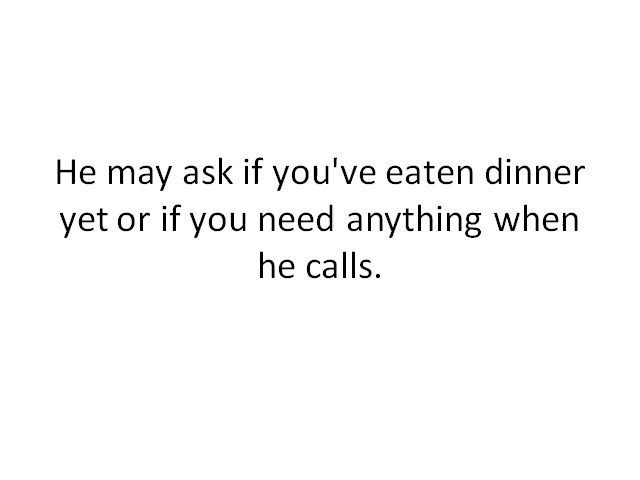 He may ask if you've eaten dinner
yet or if you need anything when
he calls.